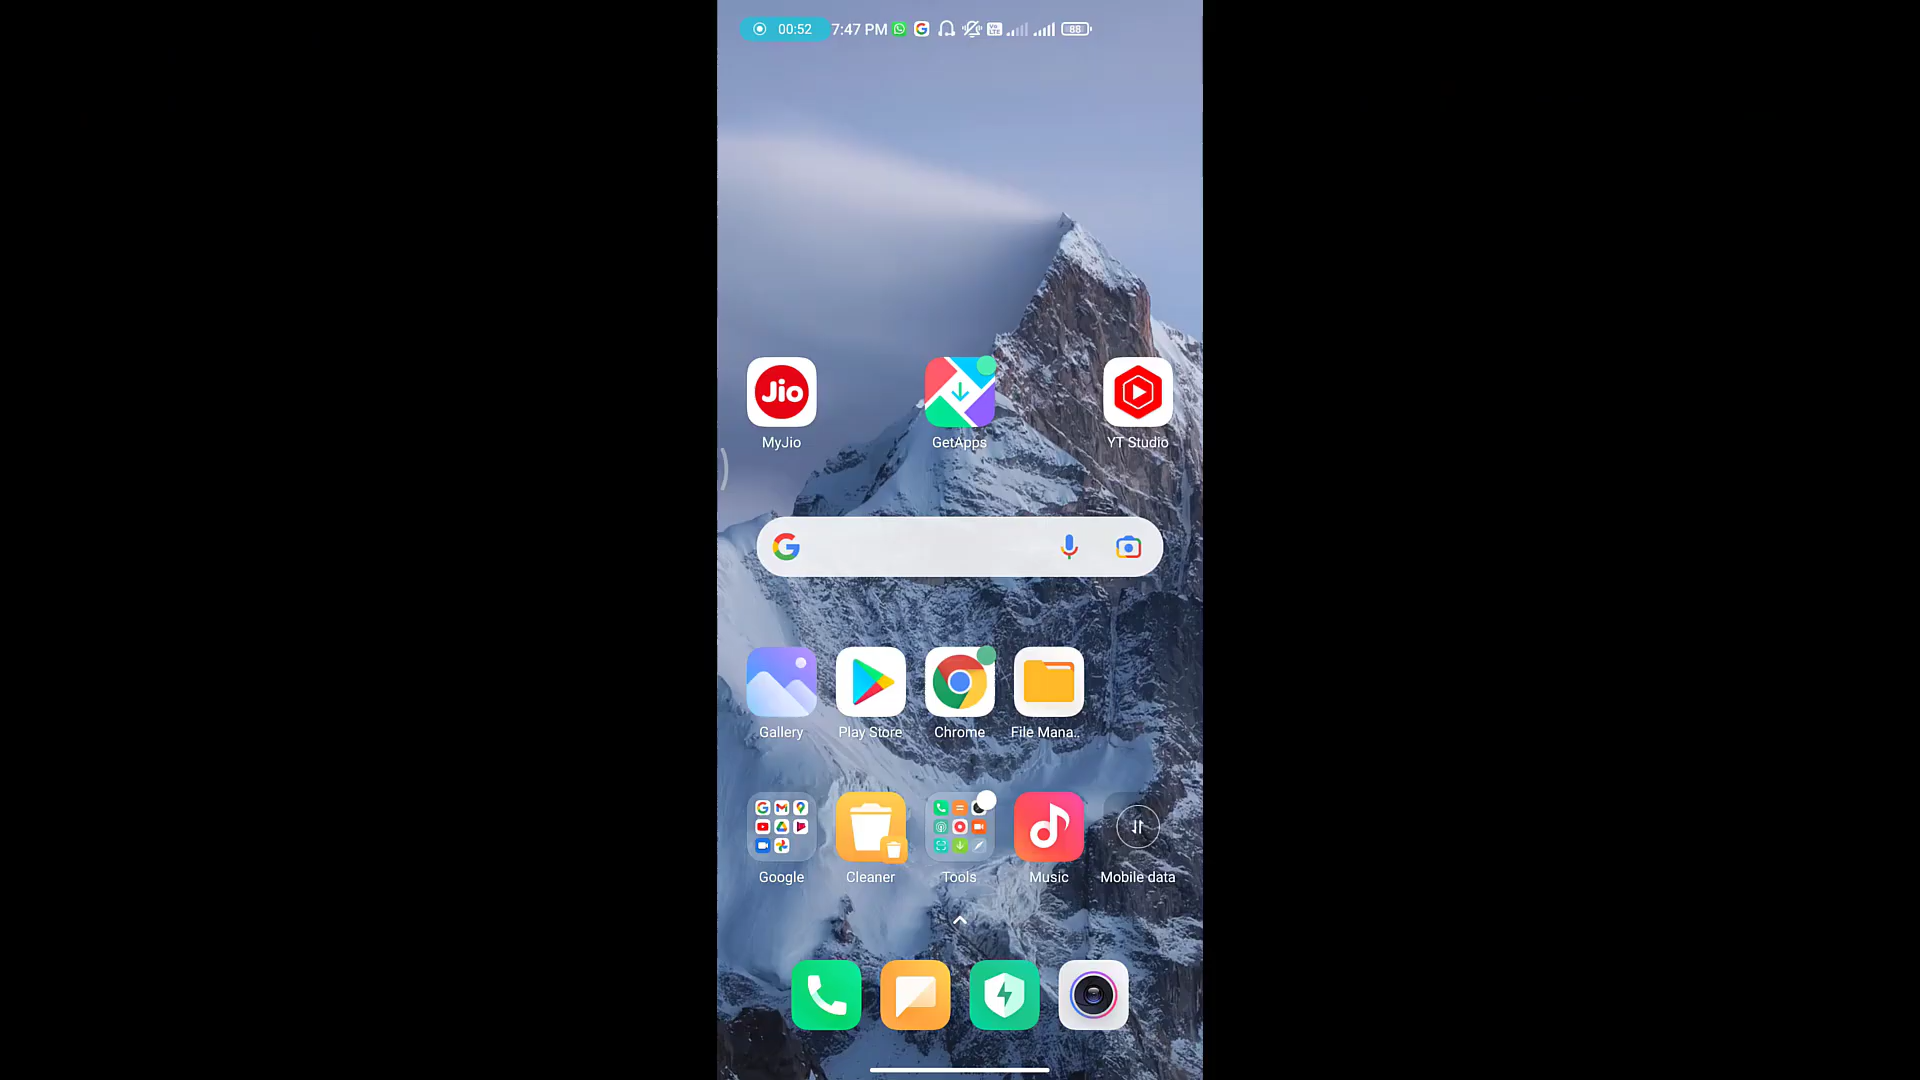 00:52 7:47 PM 88
Jio
MyJio GetApps YT Studio
Gallery Play Store Chrome File Mana..
Google Cleaner Tools Music Mobile data